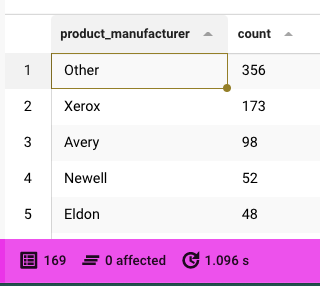 product_manufacturer count
1 Other 356
2 Xerox 173
3 Avery 98
4 Newell 52
5 Eldon 48
169 0 affected 1.096 s